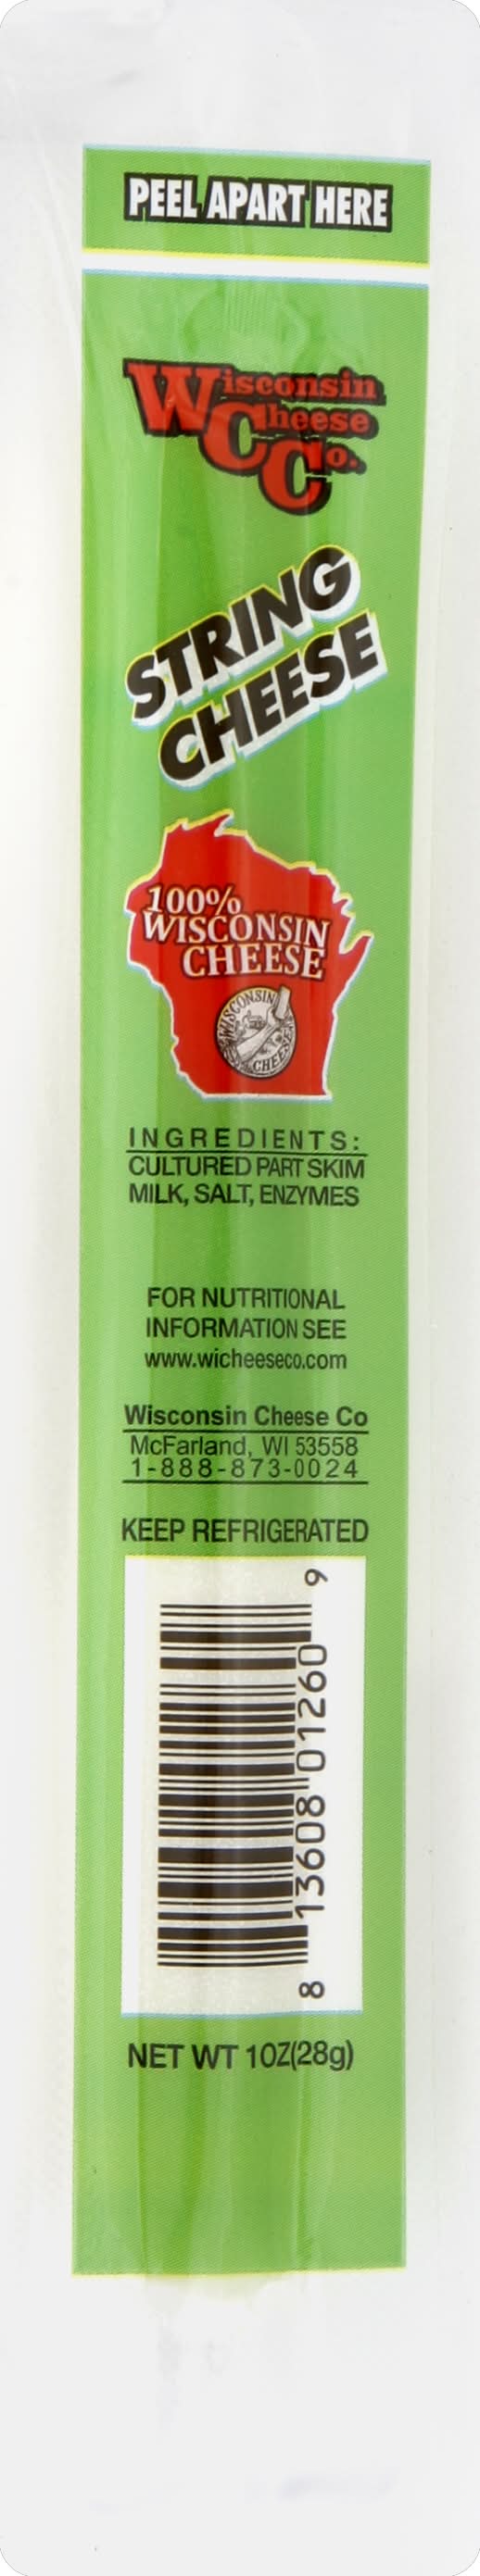 PEEL APART HERE
Wisconsin
Cheese
Co.
STRING
CHEESE
100%
WISCONSIN
CHEESE
WISCONSIN
CHEESE
INGREDIENTS:
CULTURED PART SKIM
MILK, SALT, ENZYMES
FOR NUTRITIONAL
INFORMATION SEE
www.wicheeseco.com
Wisconsin Cheese Co
McFarland, WI 53558
1-888-873-0024
KEEP REFRIGERATED
8 13608 01260 9
NET WT 1OZ(28g)